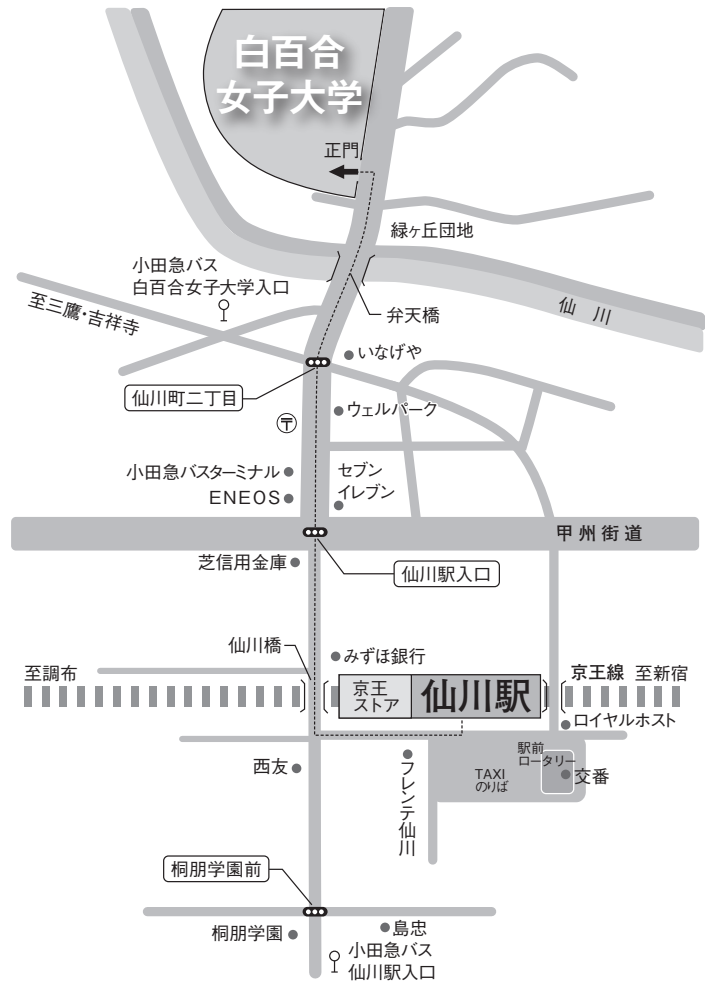 白百合
女子大学
正門
緑ヶ丘団地
小田急バス
白百合女子大学入口
至三鷹・吉祥寺
仙川
弁天橋
いなげや
仙川町二丁目
ウェルパーク
〒
小田急バスターミナル
セブン
イレブン
ENEOS
甲州街道
芝信用金庫
仙川駅入口
仙川橋
みずほ銀行
至調布
京王線 至新宿
京王
ストア
仙川駅
ロイヤルホスト
西友
フレンテ仙川
駅前
ロータリー
TAXI
のりば
交番
桐朋学園前
桐朋学園
島忠
小田急バス
仙川駅入口